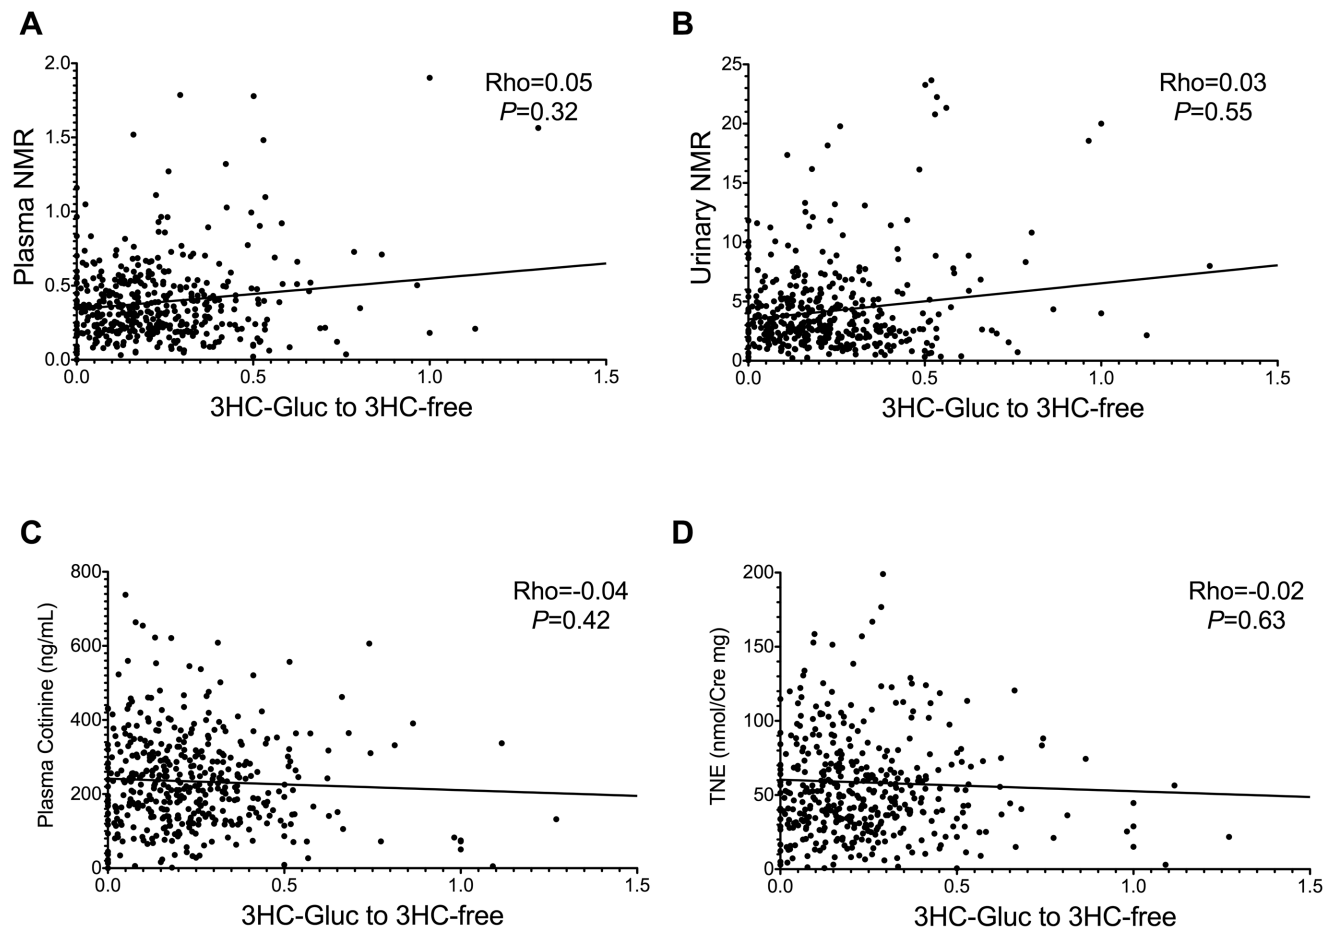 A
Plasma NMR
2.0
1.5
1.0
0.5
0.0
0.0 0.5 1.0 1.5
3HC-Gluc to 3HC-free
Rho=0.05
P=0.32
B
Urinary NMR
25
20
15
10
5
0
0.0 0.5 1.0 1.5
3HC-Gluc to 3HC-free
Rho=0.03
P=0.55
C
Plasma Cotinine (ng/mL)
800
600
400
200
0
0.0 0.5 1.0 1.5
3HC-Gluc to 3HC-free
Rho=-0.04
P=0.42
D
TNE (nmol/Cre mg)
200
150
100
50
0
0.0 0.5 1.0 1.5
3HC-Gluc to 3HC-free
Rho=-0.02
P=0.63